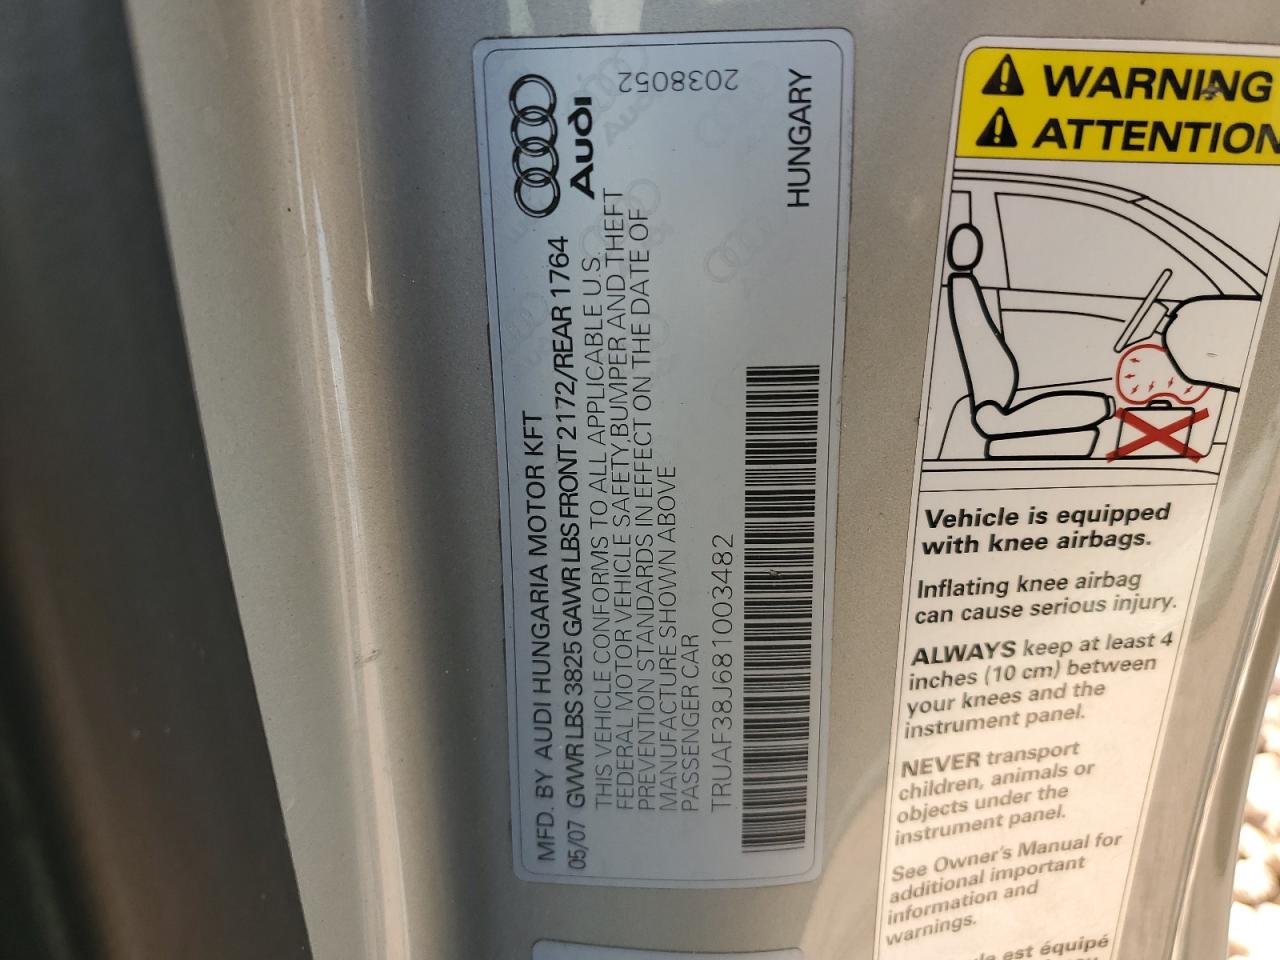 Audi
2038052
HUNGARY
MFD. BY AUDI HUNGARIA MOTOR KFT
05/07 GVWR LBS 3825 GAWR LBS FRONT 2172/REAR 1764
THIS VEHICLE CONFORMS TO ALL APPLICABLE U.S.
FEDERAL MOTOR VEHICLE SAFETY,BUMPER AND THEFT
PREVENTION STANDARDS IN EFFECT ON THE DATE OF
MANUFACTURE SHOWN ABOVE
PASSENGER CAR
TRUAF38J681003482
WARNING
ATTENTION
Vehicle is equipped
with knee airbags.
Inflating knee airbag
can cause serious injury.
ALWAYS keep at least 4
inches (10 cm) between
your knees and the
instrument panel.
NEVER transport
children, animals or
objects under the
instrument panel.
See Owner's Manual for
additional important
information and
warnings.
est équipé